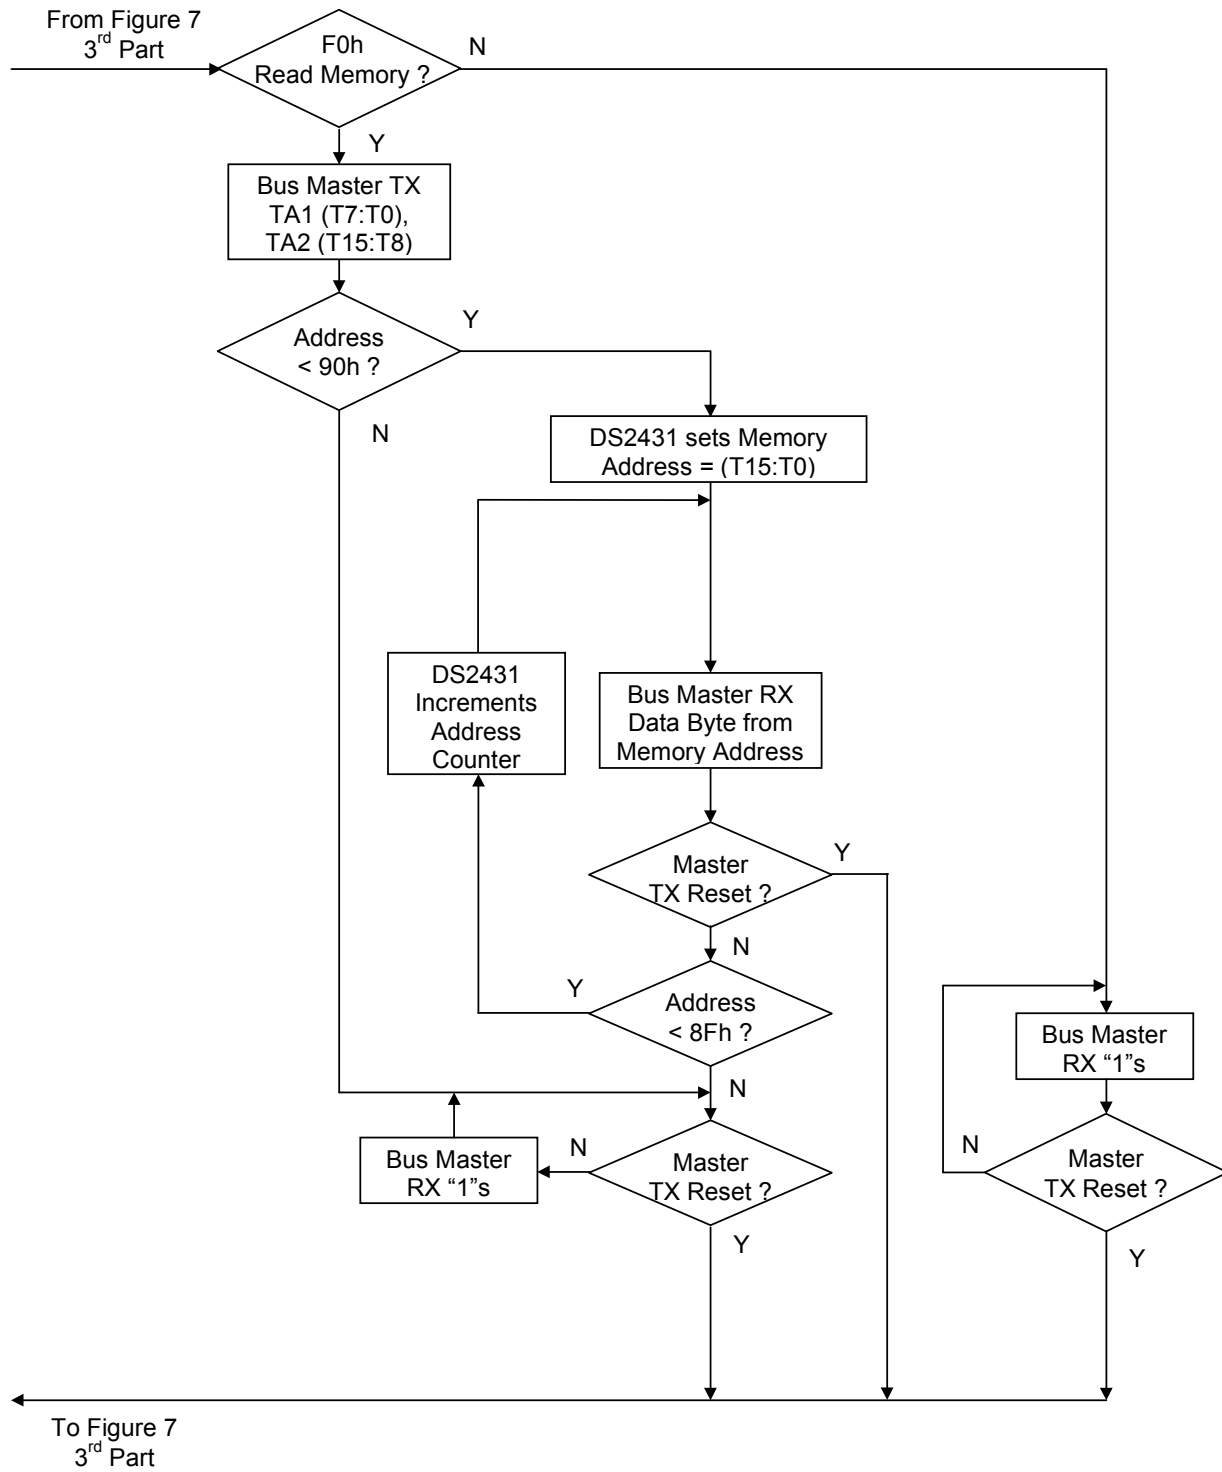 From Figure 7
3rd Part
F0h
Read Memory ?
N
Y
Bus Master TX
TA1 (T7:T0),
TA2 (T15:T8)
Address
< 90h ?
Y
N
DS2431 sets Memory
Address = (T15:T0)
DS2431
Increments
Address
Counter
Bus Master RX
Data Byte from
Memory Address
Master
TX Reset ?
Y
N
Address
< 8Fh ?
Y
N
Bus Master
RX “1”s
N
Master
TX Reset ?
Y
Bus Master
RX “1”s
N
Master
TX Reset ?
Y
To Figure 7
3rd Part